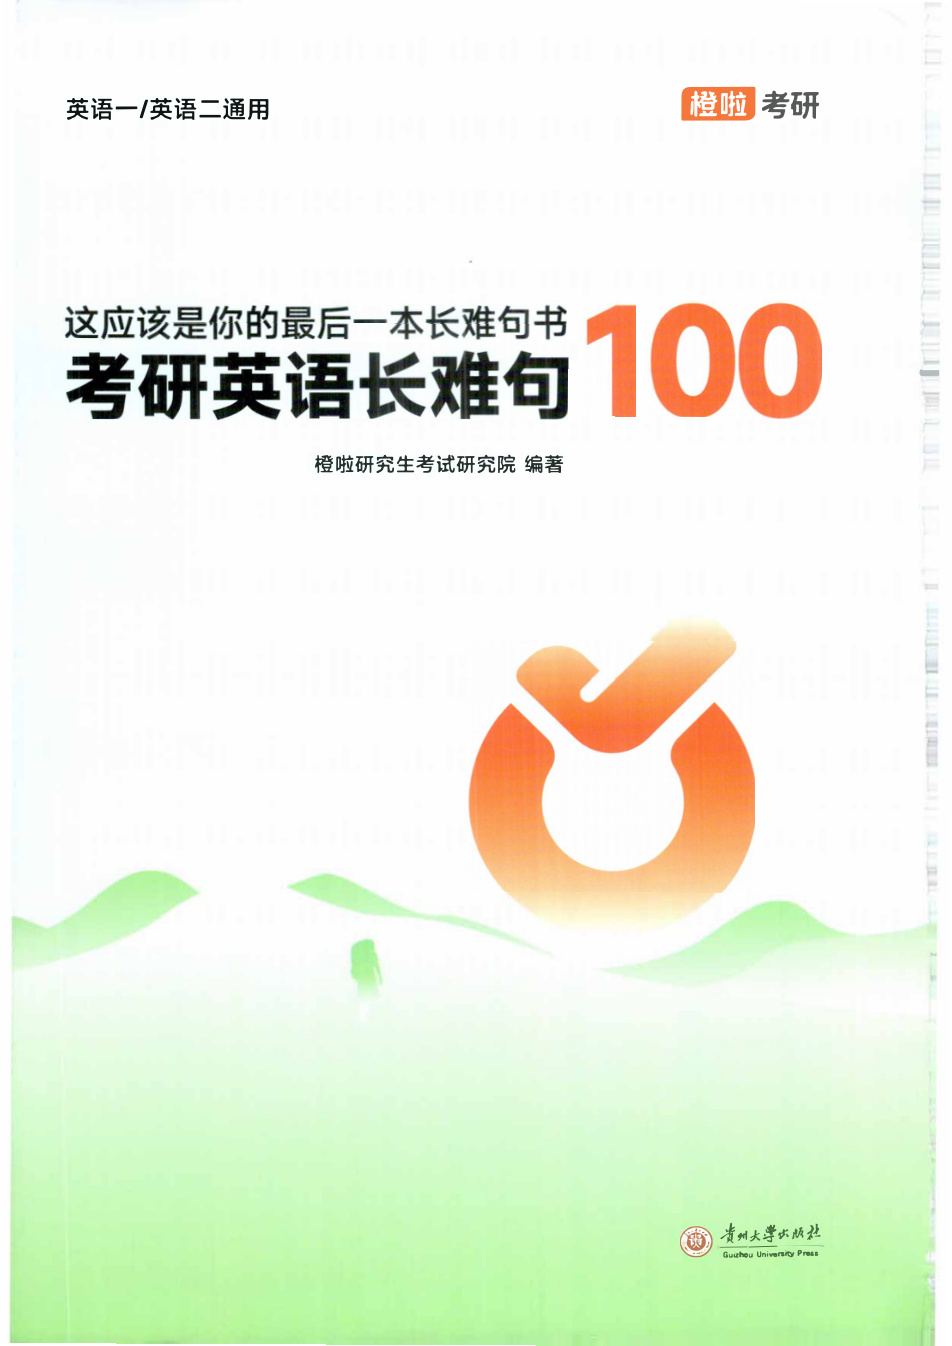 英语一/英语二通用
橙啦 考研
这应该是你的最后一本长难句书
考研英语长难句100
橙啦研究生考试研究院 编著
贵州大学出版社
Guizhou University Press